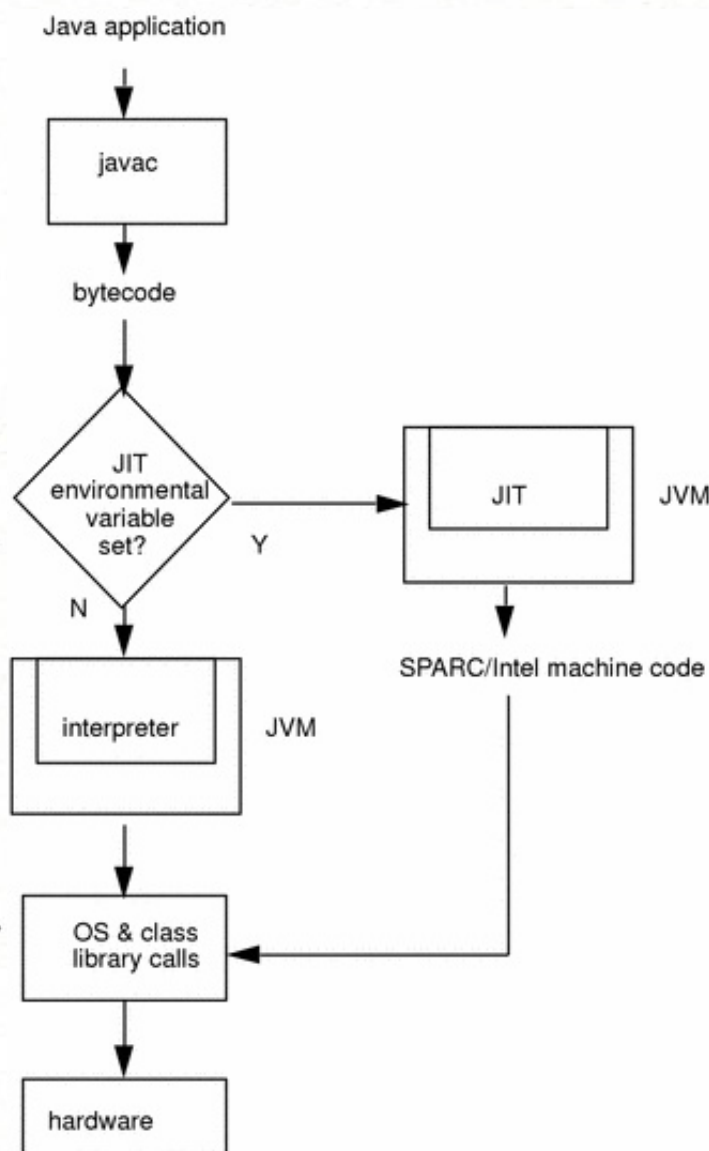 Java application
javac
bytecode
JIT
environmental
variable
set?
Y
N
JIT
JVM
SPARC/Intel machine code
interpreter
JVM
OS & class
library calls
hardware